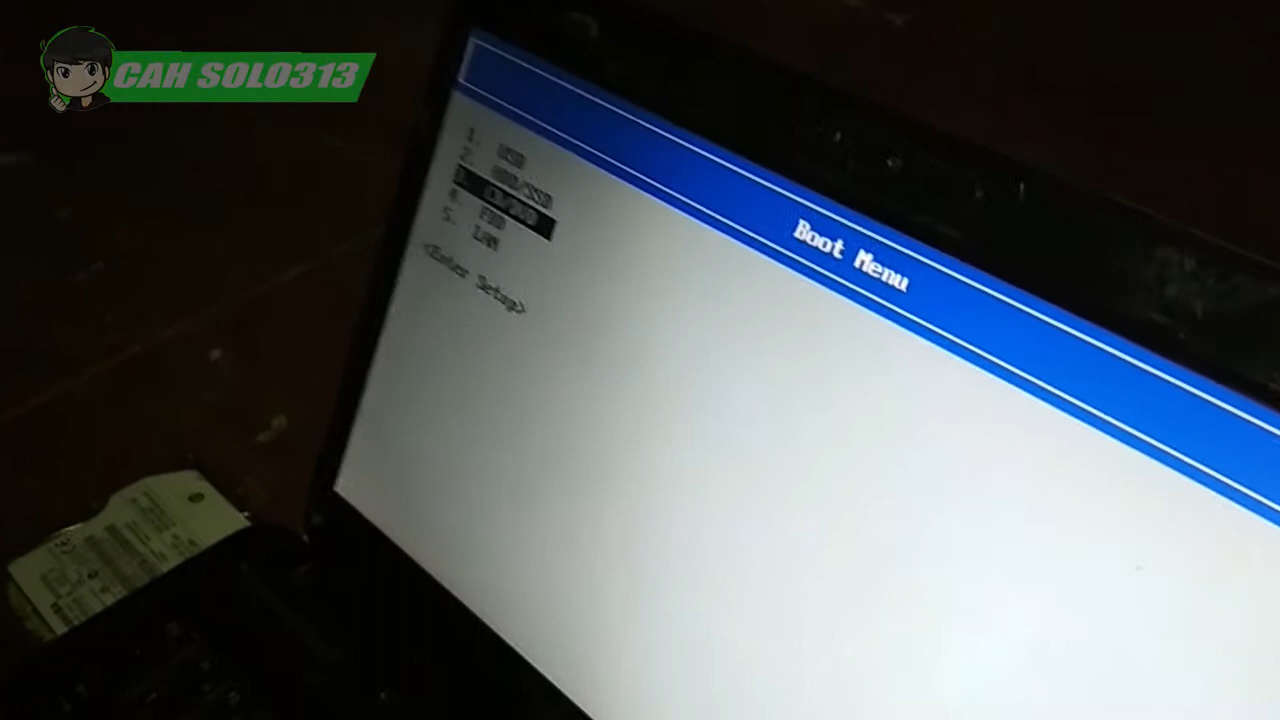 CAH SOLO313
Boot Menu
1. USB
2. HDD/SSD
3. CD/DVD
4. FDD
5. LAN
<Enter Setup>